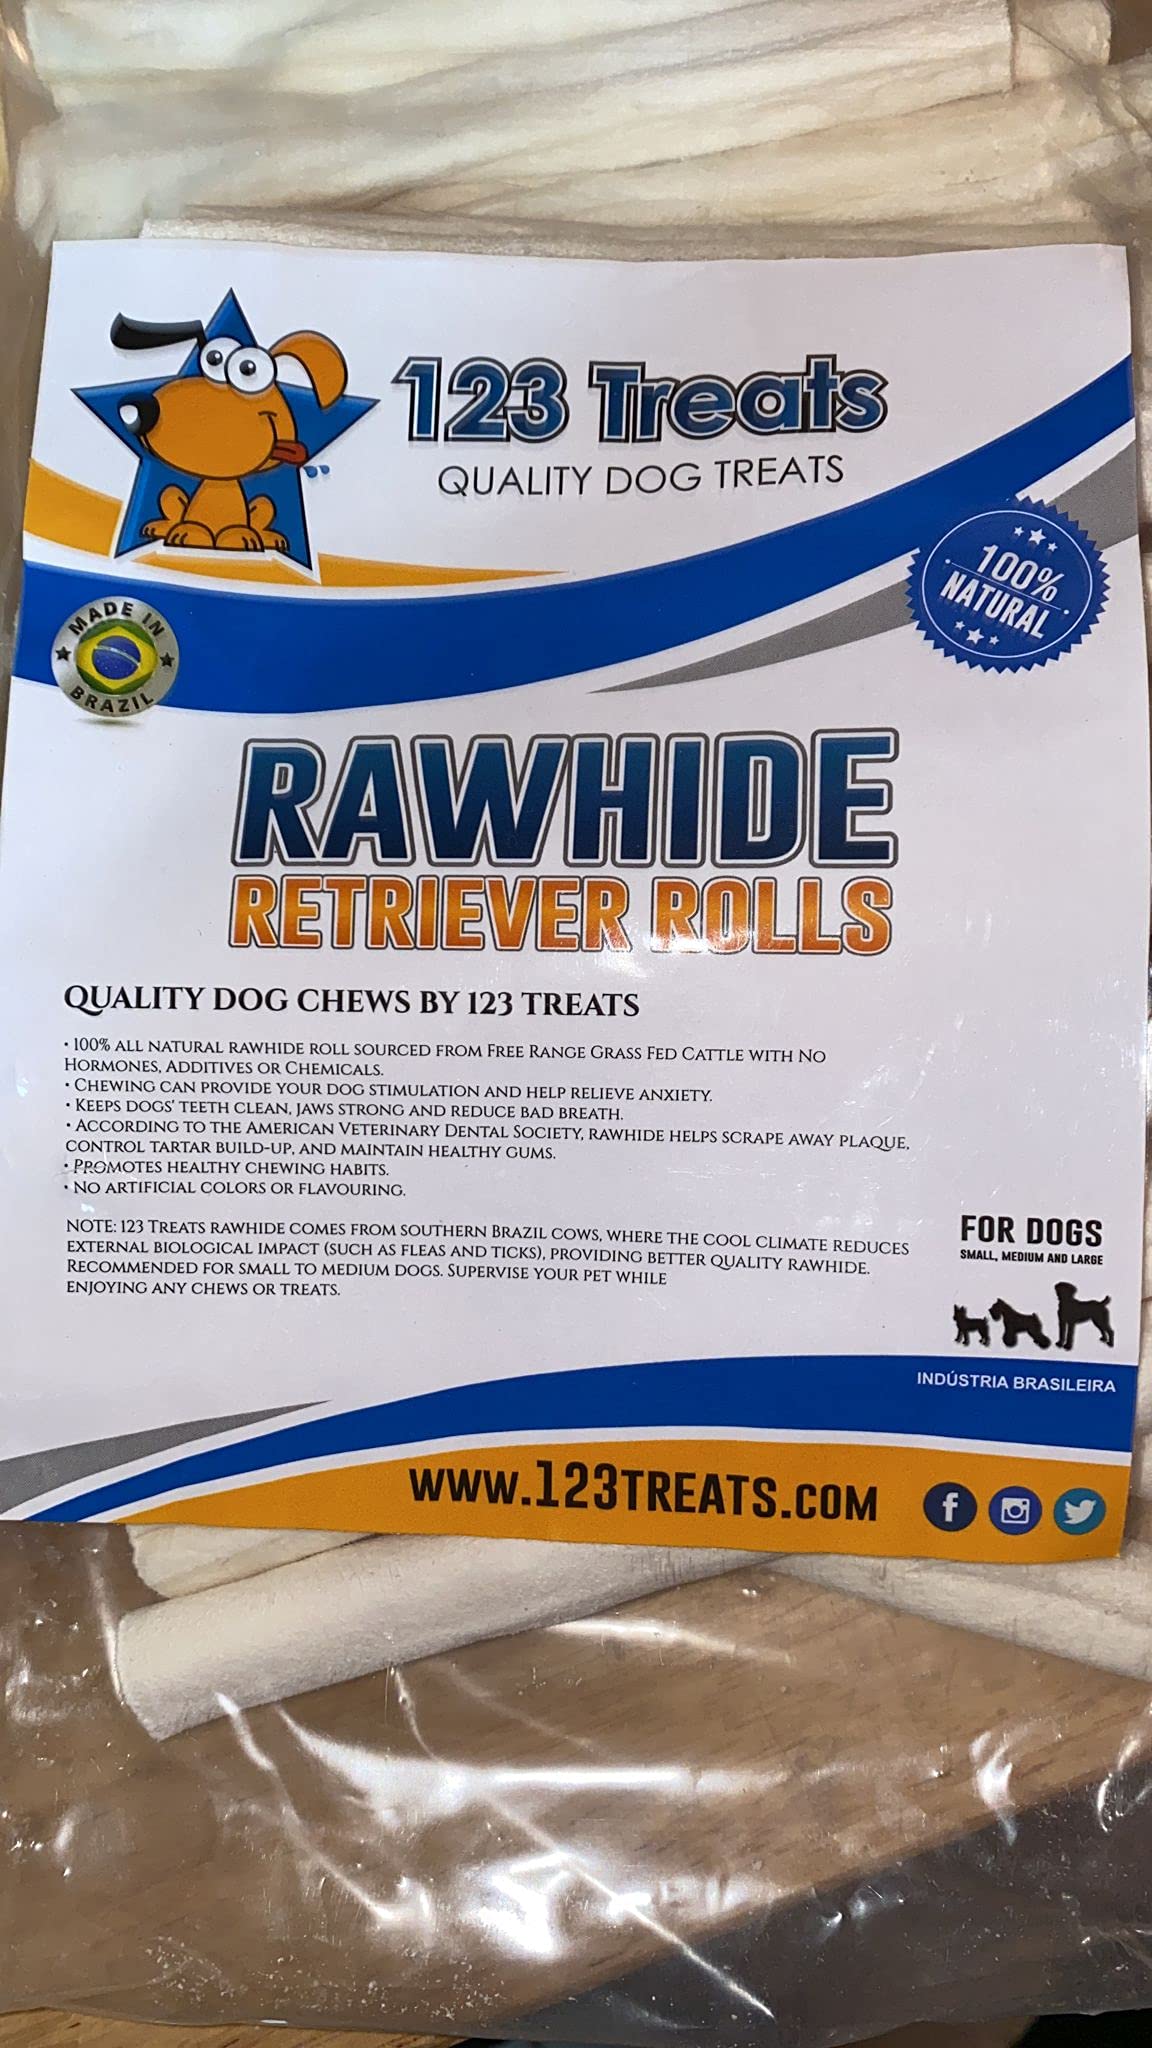 123 Treats
QUALITY DOG TREATS
100%
NATURAL
MADE IN
BRAZIL
RAWHIDE
RETRIEVER ROLLS
QUALITY DOG CHEWS BY 123 TREATS
• 100% ALL NATURAL RAWHIDE ROLL SOURCED FROM FREE RANGE GRASS FED CATTLE WITH NO
HORMONES, ADDITIVES OR CHEMICALS.
• CHEWING CAN PROVIDE YOUR DOG STIMULATION AND HELP RELIEVE ANXIETY.
• KEEPS DOGS' TEETH CLEAN, JAWS STRONG AND REDUCE BAD BREATH.
• ACCORDING TO THE AMERICAN VETERINARY DENTAL SOCIETY, RAWHIDE HELPS SCRAPE AWAY PLAQUE,
CONTROL TARTAR BUILD-UP, AND MAINTAIN HEALTHY GUMS.
• PROMOTES HEALTHY CHEWING HABITS.
• NO ARTIFICIAL COLORS OR FLAVOURING.
NOTE: 123 TREATS RAWHIDE COMES FROM SOUTHERN BRAZIL COWS, WHERE THE COOL CLIMATE REDUCES
EXTERNAL BIOLOGICAL IMPACT (SUCH AS FLEAS AND TICKS), PROVIDING BETTER QUALITY RAWHIDE.
RECOMMENDED FOR SMALL TO MEDIUM DOGS. SUPERVISE YOUR PET WHILE
ENJOYING ANY CHEWS OR TREATS.
FOR DOGS
SMALL, MEDIUM AND LARGE
INDÚSTRIA BRASILEIRA
WWW.123TREATS.COM